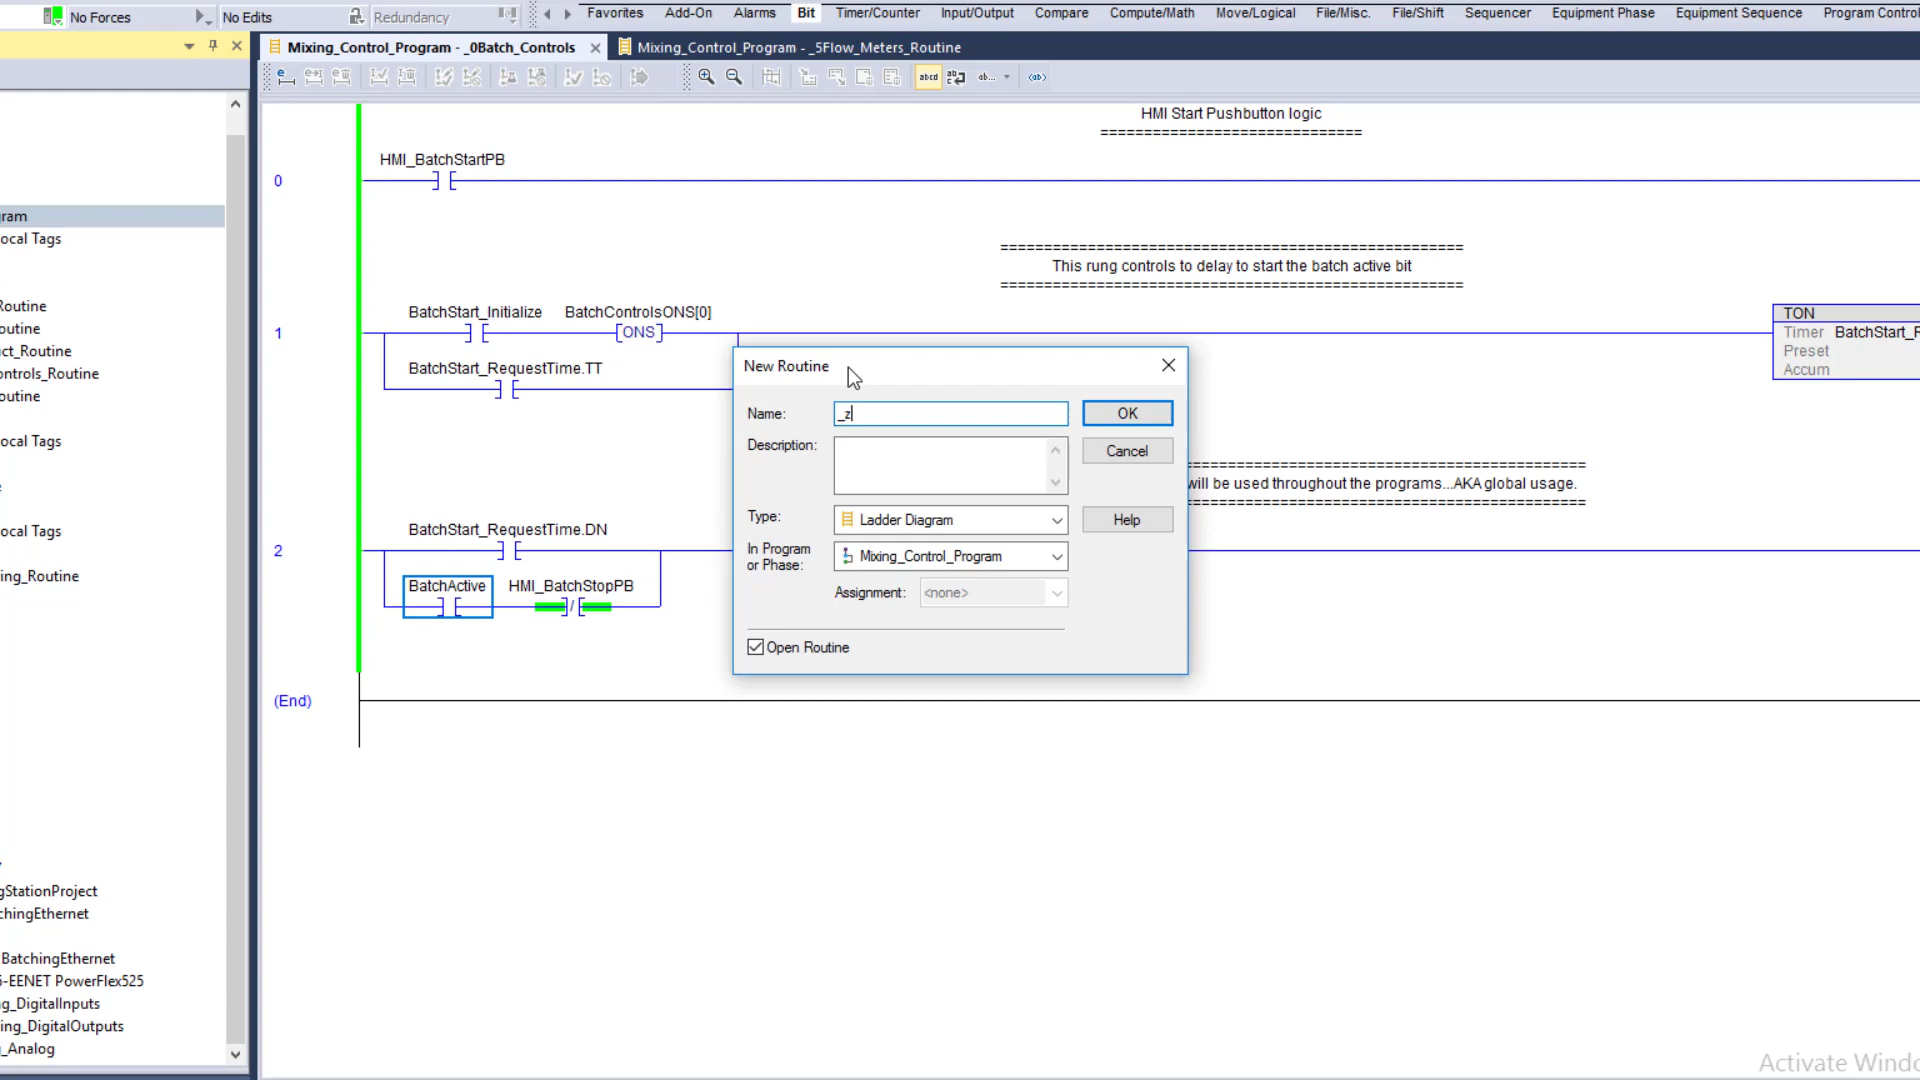 No Forces
No Edits
Redundancy
Favorites Add-On Alarms Bit Timer/Counter Input/Output Compare Compute/Math Move/Logical File/Misc. File/Shift Sequencer Equipment Phase Equipment Sequence Program Contro
Mixing_Control_Program - _0Batch_Controls
Mixing_Control_Program - _5Flow_Meters_Routine
abcd
ab...
<ab>
ram
ocal Tags
Routine
outine
ct_Routine
ontrols_Routine
outine
ocal Tags
ocal Tags
ing_Routine
gStationProject
chingEthernet
BatchingEthernet
-EENET PowerFlex525
g_DigitalInputs
ing_DigitalOutputs
_Analog
HMI Start Pushbutton logic
==============================
HMI_BatchStartPB
0
=====================================================
This rung controls to delay to start the batch active bit
=====================================================
BatchStart_Initialize BatchControlsONS[0]
1
ONS
BatchStart_RequestTime.TT
TON
Timer BatchStart_R
Preset
Accum
will be used throughout the programs...AKA global usage.
BatchStart_RequestTime.DN
2
BatchActive HMI_BatchStopPB
(End)
New Routine
Name: _z
OK
Description:
Cancel
Type: Ladder Diagram
Help
In Program
or Phase: Mixing_Control_Program
Assignment: <none>
Open Routine
Activate Windo